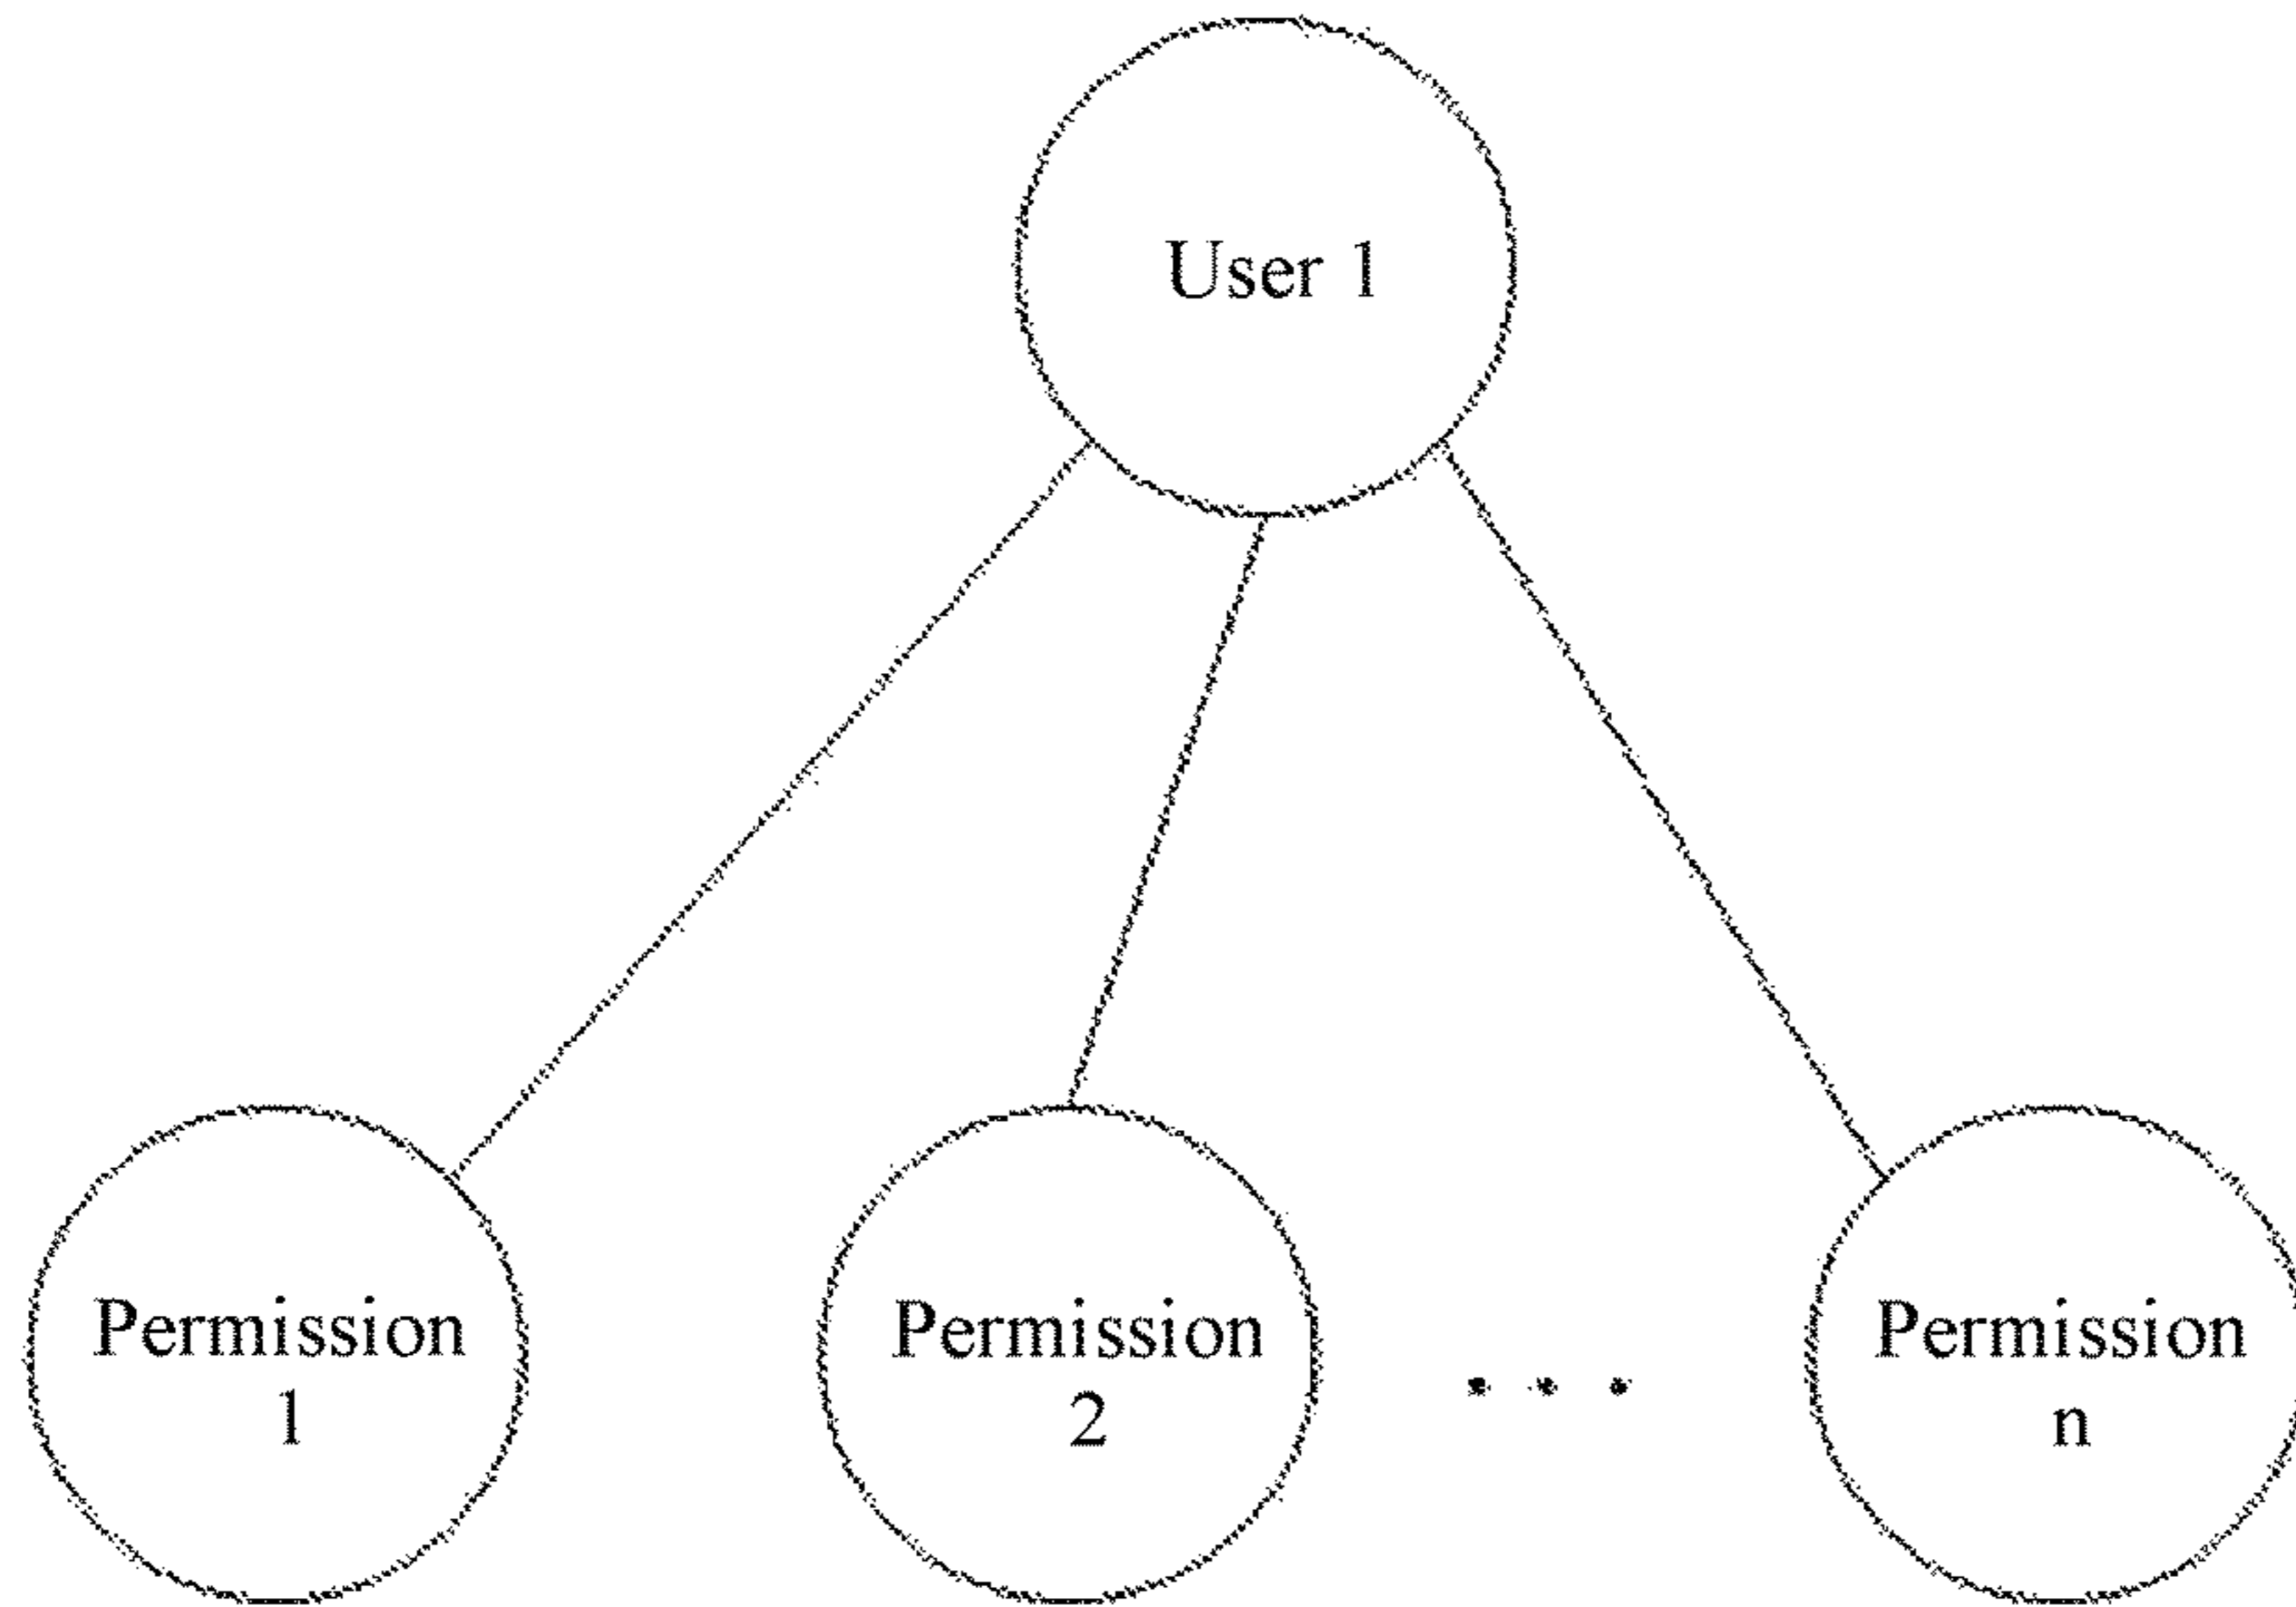 User 1
Permission
1
Permission
2
. . .
Permission
n